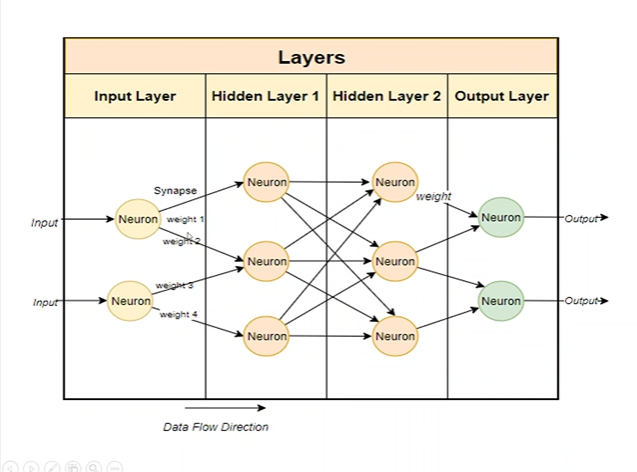 Layers
Input Layer
Hidden Layer 1
Hidden Layer 2
Output Layer
Synapse
Neuron
Neuron
weight
Input
Neuron
weight 1
Neuron
Output
weight 2
Neuron
Neuron
weight 3
Input
Neuron
Neuron
Output
weight 4
Neuron
Neuron
Data Flow Direction